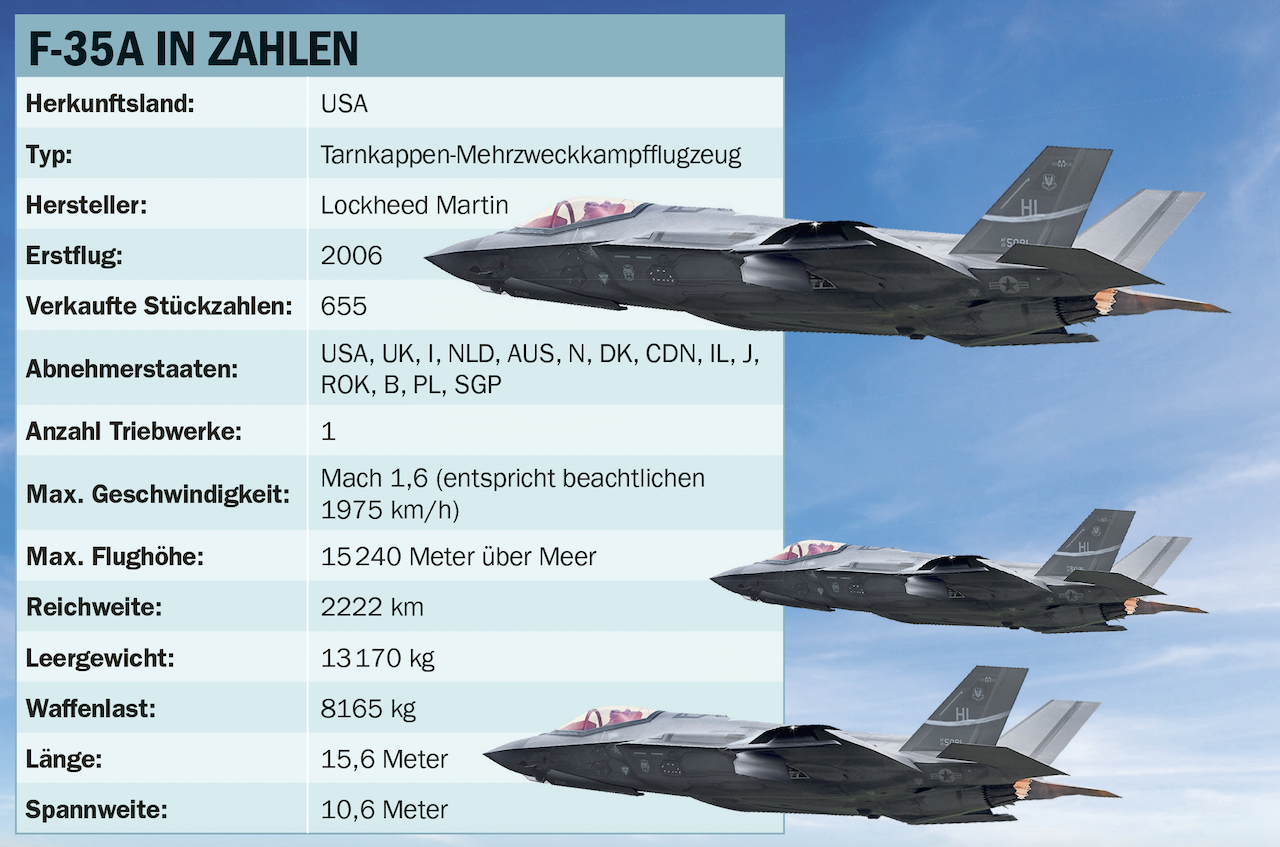 F-35A IN ZAHLEN
Herkunftsland: USA
Typ: Tarnkappen-Mehrzweckkampfflugzeug
Hersteller: Lockheed Martin
Erstflug: 2006
Verkaufte Stückzahlen: 655
Abnehmerstaaten: USA, UK, I, NLD, AUS, N, DK, CDN, IL, J,
ROK, B, PL, SGP
Anzahl Triebwerke: 1
Max. Geschwindigkeit: Mach 1,6 (entspricht beachtlichen
1975 km/h)
Max. Flughöhe: 15 240 Meter über Meer
Reichweite: 2222 km
Leergewicht: 13 170 kg
Waffenlast: 8165 kg
Länge: 15,6 Meter
Spannweite: 10,6 Meter
HL
HL
HL